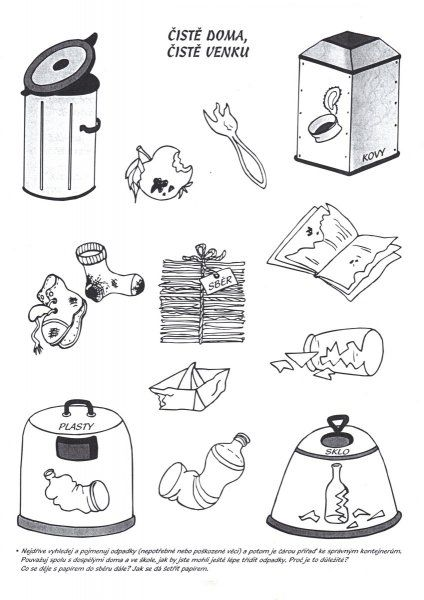 ČISTĚ DOMA,
ČISTĚ VENKU
KOVY
SBĚR
PLASTY
SKLO
• Nejdříve vyhledej a pojmenuj odpadky (nepotřebné nebo poškozené věci) a potom je čárou přiřaď ke správným kontejnerům.
Považuj spolu s dospělými doma a ve škole, jak by jste mohli ještě lépe třídit odpadky. Proč je to důležité?
Co se děje s papírem do sběru dále? Jak se dá šetřit papírem.